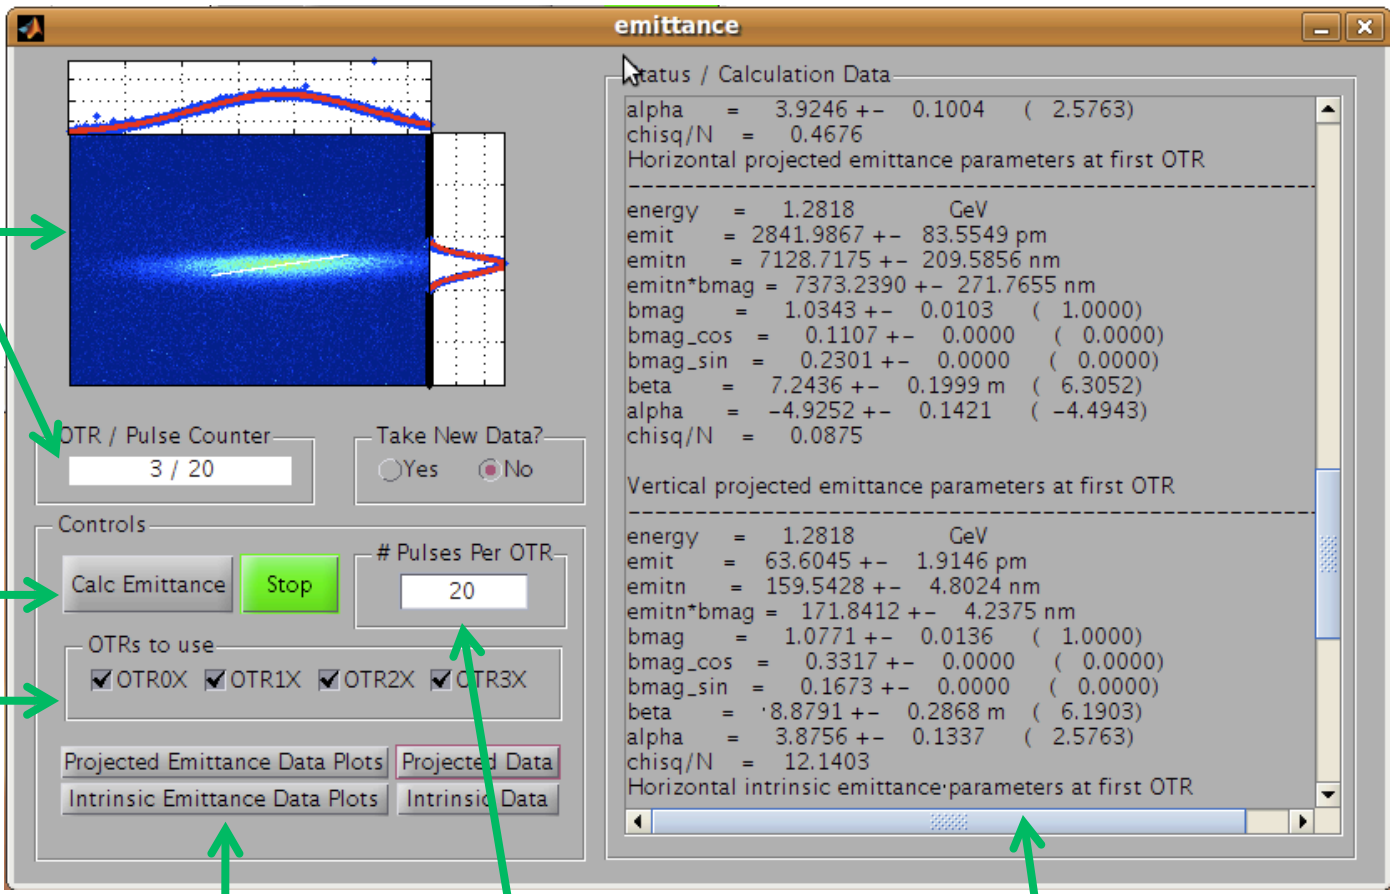 emittance
OTR / Pulse Counter
3 / 20
Take New Data?
Yes No
Controls
Calc Emittance
Stop
# Pulses Per OTR
20
OTRs to use
OTR0X OTR1X OTR2X OTR3X
Projected Emittance Data Plots
Projected Data
Intrinsic Emittance Data Plots
Intrinsic Data
Status / Calculation Data
alpha = 3.9246 +- 0.1004 ( 2.5763)
chisq/N = 0.4676
Horizontal projected emittance parameters at first OTR
energy = 1.2818 GeV
emit = 2841.9867 +- 83.5549 pm
emitn = 7128.7175 +- 209.5856 nm
emitn*bmag = 7373.2390 +- 271.7655 nm
bmag = 1.0343 +- 0.0103 ( 1.0000)
bmag_cos = 0.1107 +- 0.0000 ( 0.0000)
bmag_sin = 0.2301 +- 0.0000 ( 0.0000)
beta = 7.2436 +- 0.1999 m ( 6.3052)
alpha = -4.9252 +- 0.1421 ( -4.4943)
chisq/N = 0.0875
Vertical projected emittance parameters at first OTR
energy = 1.2818 GeV
emit = 63.6045 +- 1.9146 pm
emitn = 159.5428 +- 4.8024 nm
emitn*bmag = 171.8412 +- 4.2375 nm
bmag = 1.0771 +- 0.0136 ( 1.0000)
bmag_cos = 0.3317 +- 0.0000 ( 0.0000)
bmag_sin = 0.1673 +- 0.0000 ( 0.0000)
beta = 8.8791 +- 0.2868 m ( 6.1903)
alpha = 3.8756 +- 0.1337 ( 2.5763)
chisq/N = 12.1403
Horizontal intrinsic emittance parameters at first OTR